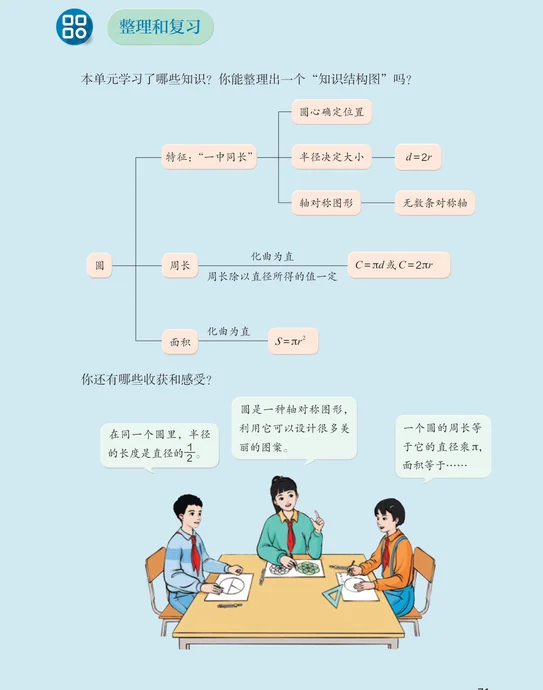 整理和复习
本单元学习了哪些知识？你能整理出一个“知识结构图”吗？
圆心确定位置
特征：“一中同长”
半径决定大小
d=2r
轴对称图形
无数条对称轴
圆
周长
化曲为直
周长除以直径所得的值一定
C=πd或C=2πr
面积
化曲为直
S=πr²
你还有哪些收获和感受？
在同一个圆里，半径
的长度是直径的1/2。
圆是一种轴对称图形，
利用它可以设计很多美
丽的图案。
一个圆的周长等
于它的直径乘π，
面积等于……